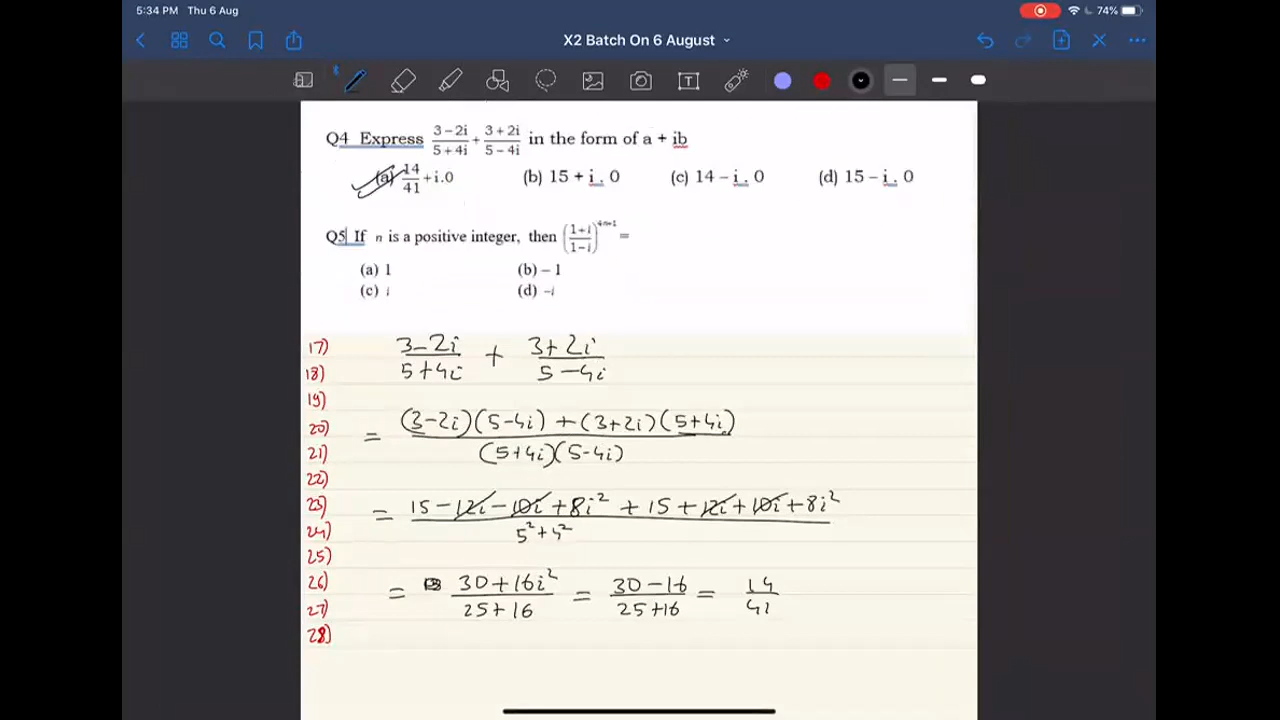 5:34 PM Thu 6 Aug 74%
X2 Batch On 6 August
Q4 Express (3 − 2i)/(5 + 4i) + (3 + 2i)/(5 − 4i) in the form of a + ib
(a) 14/41 + i.0 (b) 15 + i . 0 (c) 14 − i . 0 (d) 15 − i . 0
Q5 If n is a positive integer, then ((1+i)/(1−i))^(4n+1) =
(a) 1 (b) − 1
(c) i (d) −i
17) (3−2i)/(5+4i) + (3+2i)/(5−4i)
18)
19)
20) = ((3−2i)(5−4i) + (3+2i)(5+4i))/((5+4i)(5−4i))
21)
22)
23) = (15 − 12i − 10i + 8i² + 15 + 12i + 10i + 8i²)/(5² + 4²)
24)
25)
26) = (30 + 16i²)/(25 + 16) = (30 − 16)/(25 + 16) = 14/41
27)
28)